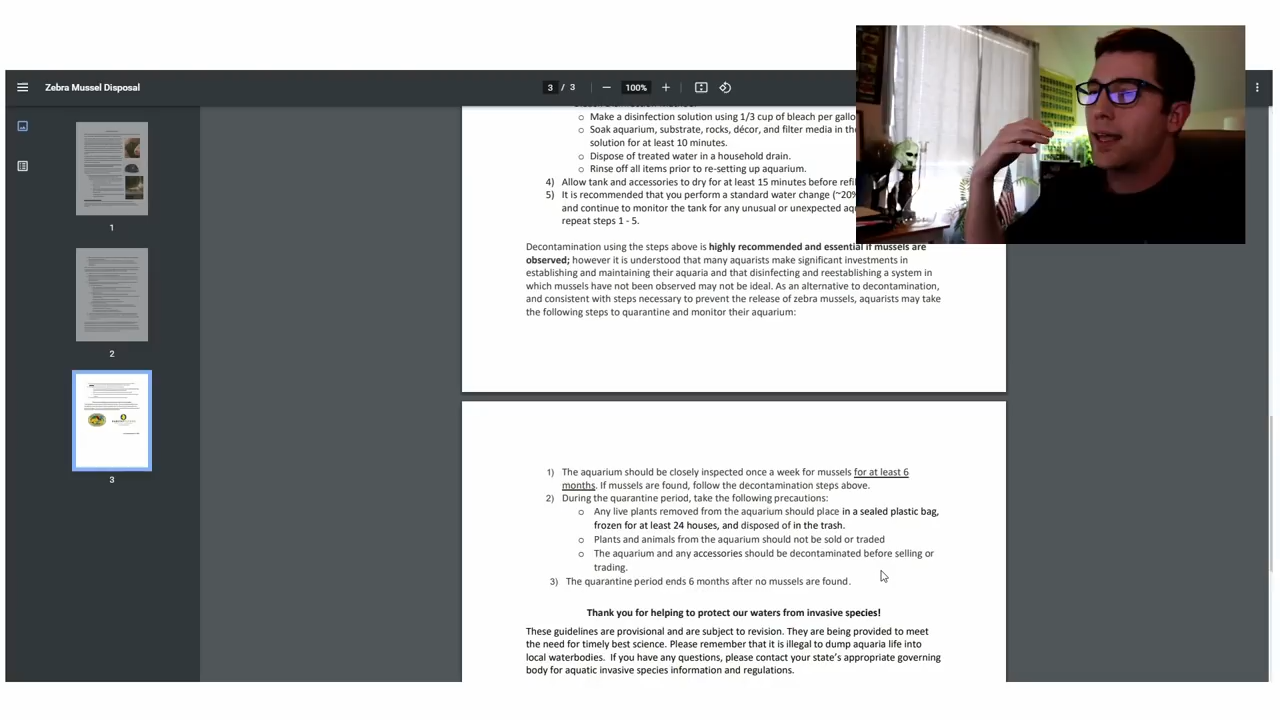 Zebra Mussel Disposal
3 / 3
100%
1
2
3
o Make a disinfection solution using 1/3 cup of bleach per gallo
o Soak aquarium, substrate, rocks, décor, and filter media in th
solution for at least 10 minutes.
o Dispose of treated water in a household drain.
o Rinse off all items prior to re-setting up aquarium.
4) Allow tank and accessories to dry for at least 15 minutes before refil
5) It is recommended that you perform a standard water change (~20%
and continue to monitor the tank for any unusual or unexpected aq
repeat steps 1 - 5.
Decontamination using the steps above is highly recommended and essential if mussels are
observed; however it is understood that many aquarists make significant investments in
establishing and maintaining their aquaria and that disinfecting and reestablishing a system in
which mussels have not been observed may not be ideal. As an alternative to decontamination,
and consistent with steps necessary to prevent the release of zebra mussels, aquarists may take
the following steps to quarantine and monitor their aquarium:
1) The aquarium should be closely inspected once a week for mussels for at least 6
months. If mussels are found, follow the decontamination steps above.
2) During the quarantine period, take the following precautions:
o Any live plants removed from the aquarium should place in a sealed plastic bag,
frozen for at least 24 houses, and disposed of in the trash.
o Plants and animals from the aquarium should not be sold or traded
o The aquarium and any accessories should be decontaminated before selling or
trading.
3) The quarantine period ends 6 months after no mussels are found.
Thank you for helping to protect our waters from invasive species!
These guidelines are provisional and are subject to revision. They are being provided to meet
the need for timely best science. Please remember that it is illegal to dump aquaria life into
local waterbodies. If you have any questions, please contact your state's appropriate governing
body for aquatic invasive species information and regulations.